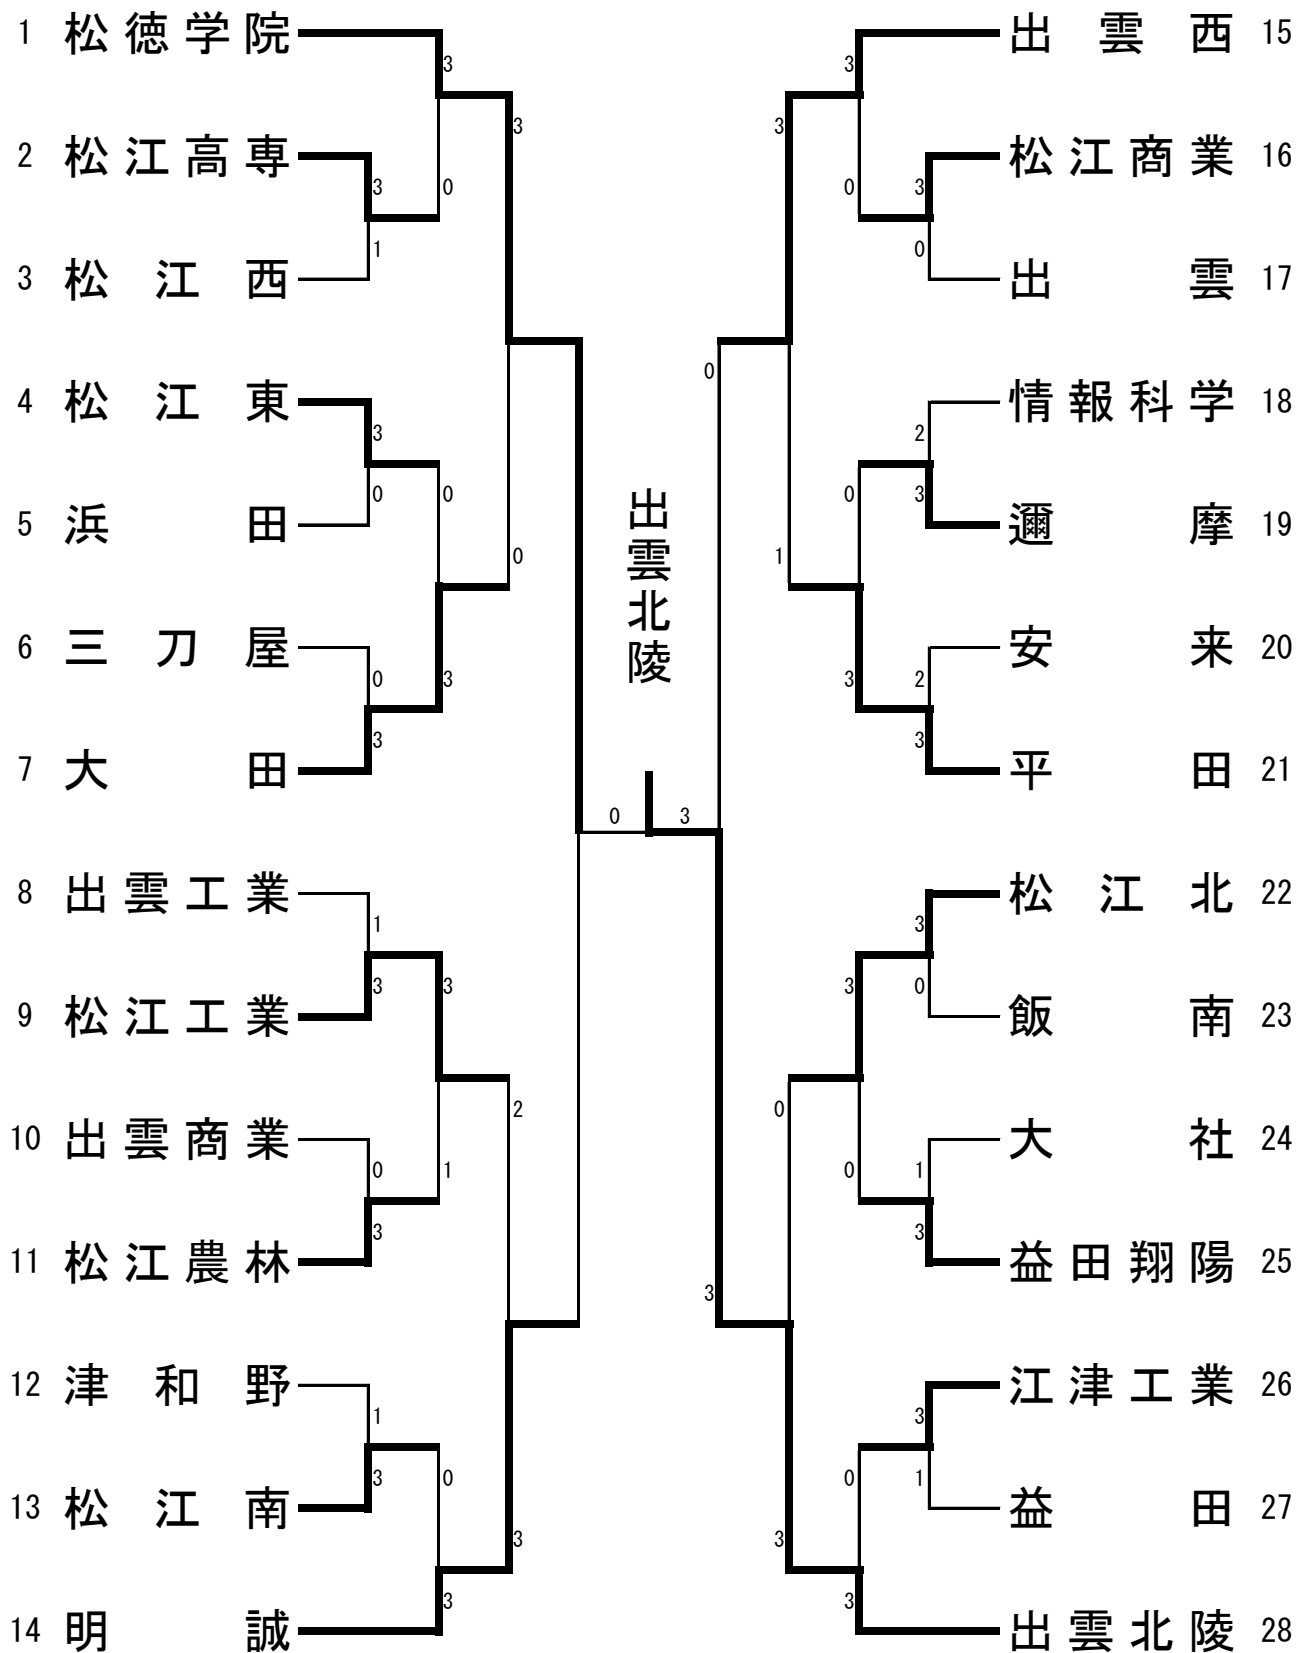 1 松徳学院
3
2 松江高専
3
0
1
3 松江西
3
4 松江東
3
0
0
5 浜田
0
6 三刀屋
0
3
3
7 大田
8 出雲工業
1
3
3
9 松江工業
2
10 出雲商業
0
1
3
11 松江農林
12 津和野
1
3
0
13 松江南
3
3
14 明誠
出雲北陵
0 3
出雲西 15
3
3
松江商業 16
0 3
0
出雲 17
0
情報科学 18
2
0 3
邇摩 19
1
安来 20
3 2
3
平田 21
松江北 22
3
3 0
飯南 23
0
大社 24
0 1
3
益田翔陽 25
3
江津工業 26
3
0 1
益田 27
3
3
出雲北陵 28